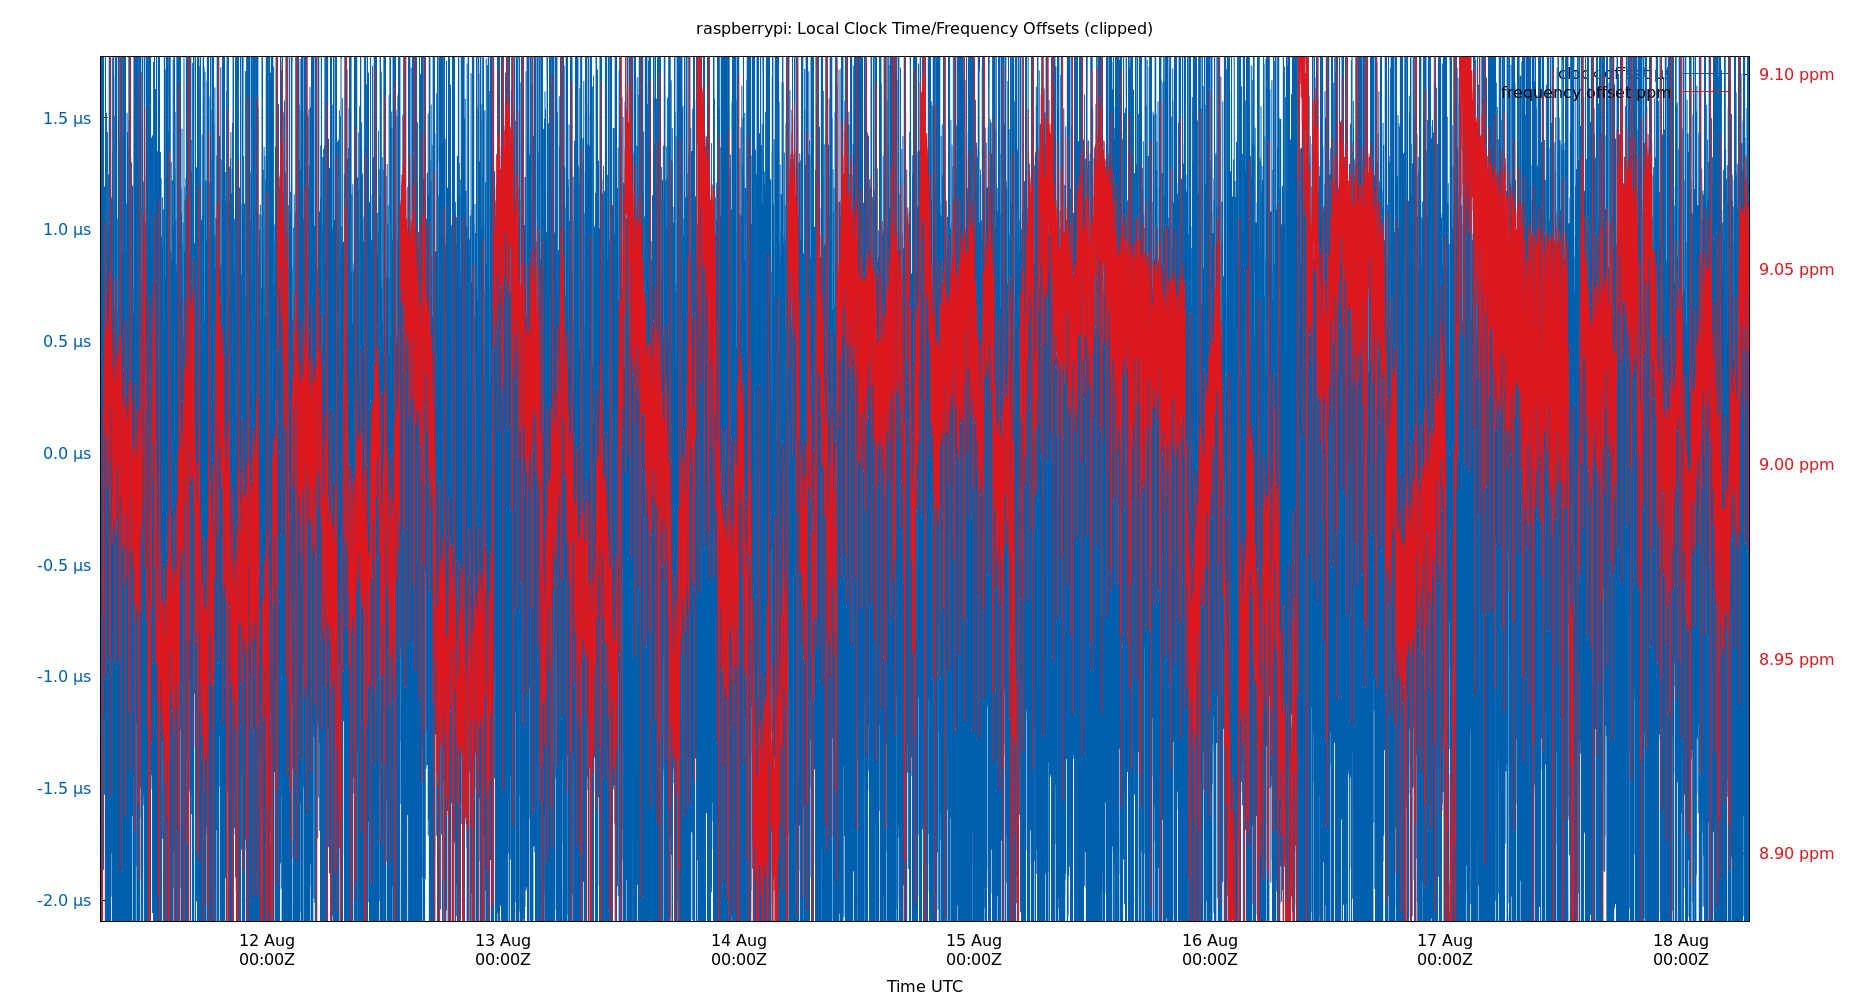 raspberrypi: Local Clock Time/Frequency Offsets (clipped)
clock offset µs
frequency offset ppm
1.5 µs
1.0 µs
0.5 µs
0.0 µs
-0.5 µs
-1.0 µs
-1.5 µs
-2.0 µs
9.10 ppm
9.05 ppm
9.00 ppm
8.95 ppm
8.90 ppm
12 Aug
00:00Z
13 Aug
00:00Z
14 Aug
00:00Z
15 Aug
00:00Z
16 Aug
00:00Z
17 Aug
00:00Z
18 Aug
00:00Z
Time UTC